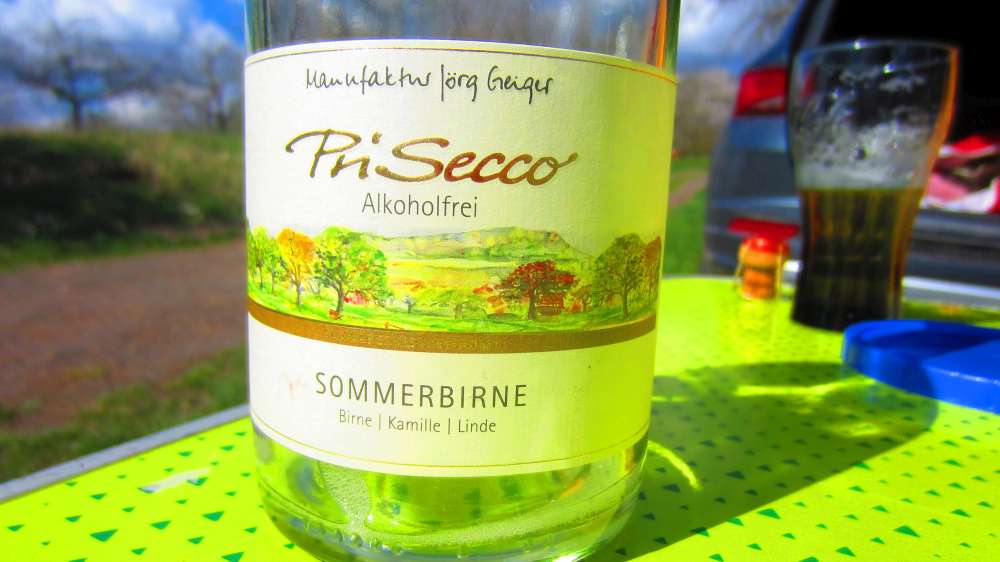 Manufaktur Jörg Geiger
PriSecco
Alkoholfrei
SOMMERBIRNE
Birne | Kamille | Linde